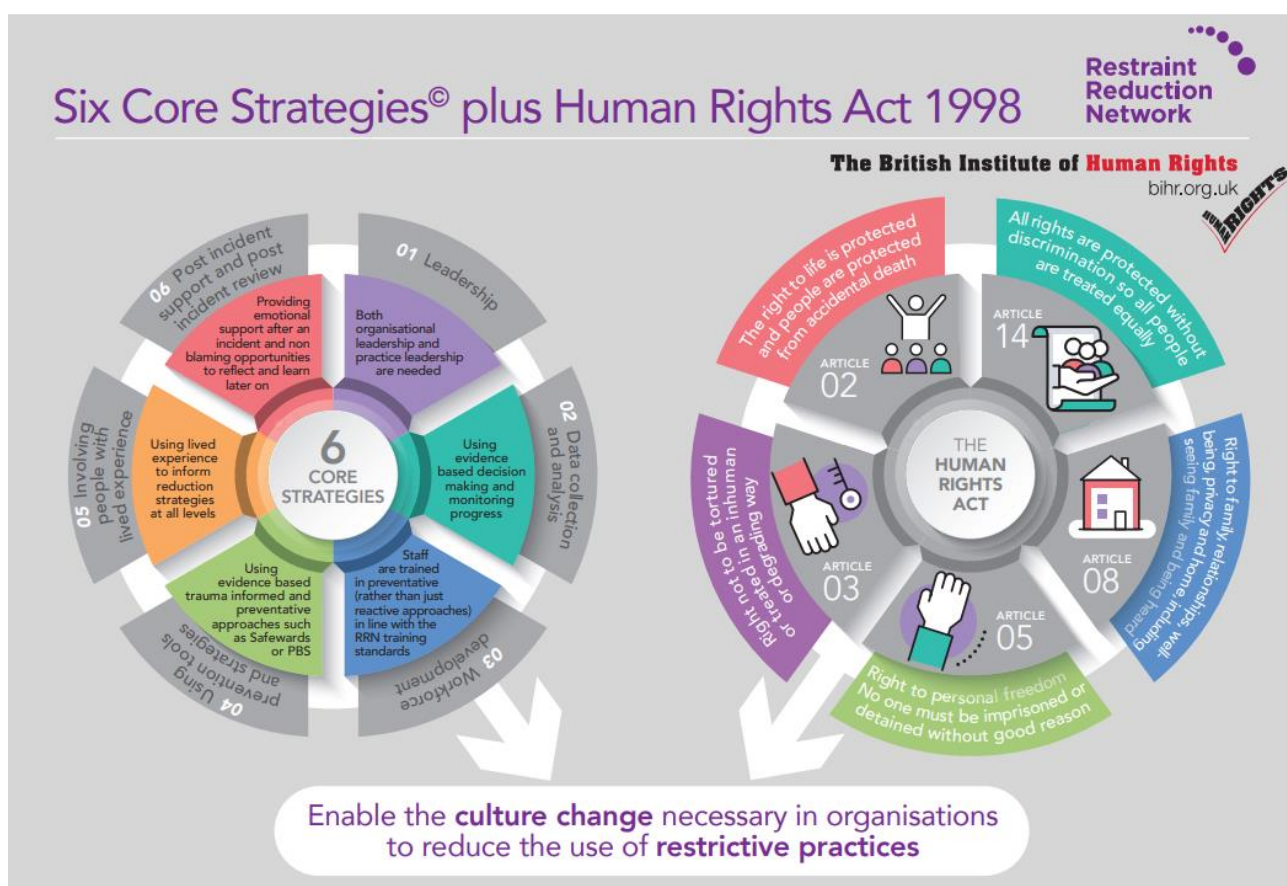 Six Core Strategies© plus Human Rights Act 1998
Restraint
Reduction
Network
The British Institute of Human Rights
bihr.org.uk
HUMAN
RIGHTS
6
CORE
STRATEGIES
01 Leadership
Both
organisational
leadership and
practice leadership
are needed
02 Data collection
and analysis
Using
evidence
based decision
making and
monitoring
progress
03 Workforce
development
Staff
are trained
in preventative
(rather than just
reactive approaches)
in line with the
RRN training
standards
04 Using
prevention tools
and strategies
Using
evidence based
trauma informed and
preventative
approaches such
as Safewards
or PBS
05 Involving
people with
lived experience
Using lived
experience
to inform
reduction
strategies
at all levels
06 Post incident
support and post
incident review
Providing
emotional
support after an
incident and non
blaming opportunities
to reflect and learn
later on
THE
HUMAN
RIGHTS
ACT
The right to life is protected
and people are protected
from accidental death
ARTICLE
02
All rights are protected without
discrimination so all people
are treated equally
ARTICLE
14
Right to family, relationships, well-
being, privacy and home, including
seeing family and being heard
ARTICLE
08
ARTICLE
05
Right to personal freedom
No one must be imprisoned or
detained without good reason
Right not to be tortured
or treated in an inhuman
or degrading way
ARTICLE
03
Enable the culture change necessary in organisations
to reduce the use of restrictive practices